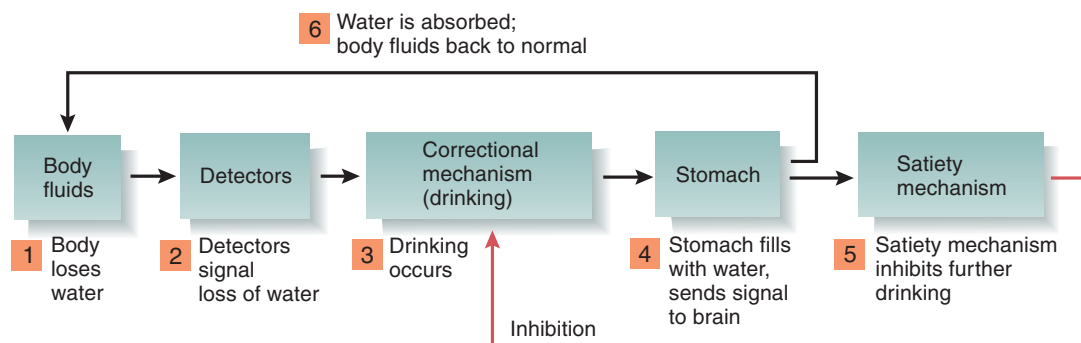 6 Water is absorbed;
body fluids back to normal
Body
fluids
Detectors
Correctional
mechanism
(drinking)
Stomach
Satiety
mechanism
1 Body
loses
water
2 Detectors
signal
loss of water
3 Drinking
occurs
4 Stomach fills
with water,
sends signal
to brain
5 Satiety mechanism
inhibits further
drinking
Inhibition